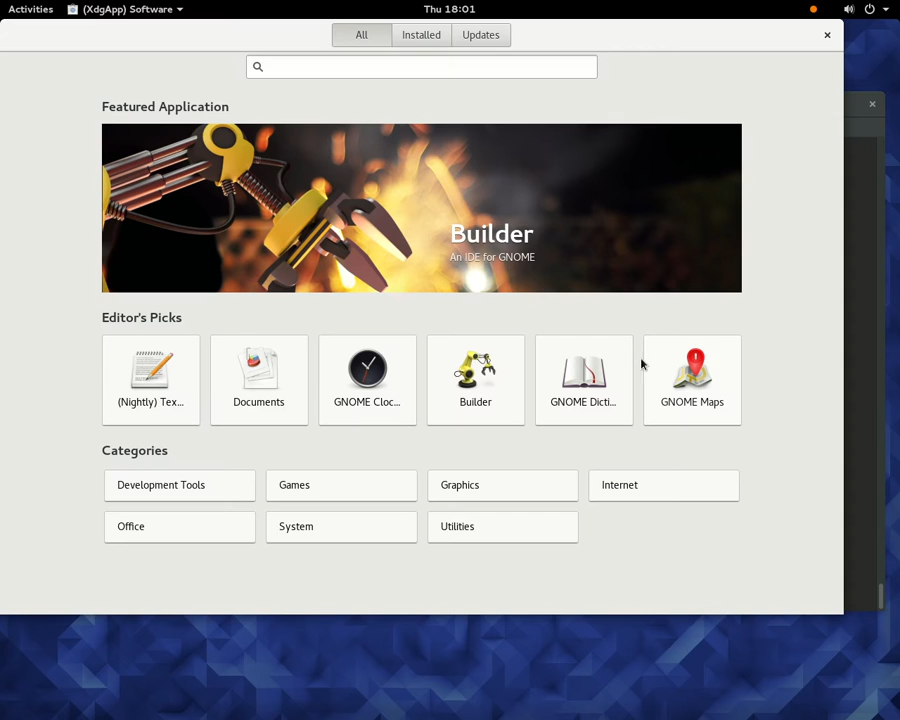 Activities (XdgApp) Software Thu 18:01
All Installed Updates
Featured Application
Builder
An IDE for GNOME
Editor's Picks
(Nightly) Tex... Documents GNOME Cloc... Builder GNOME Dicti... GNOME Maps
Categories
Development Tools Games Graphics Internet
Office System Utilities